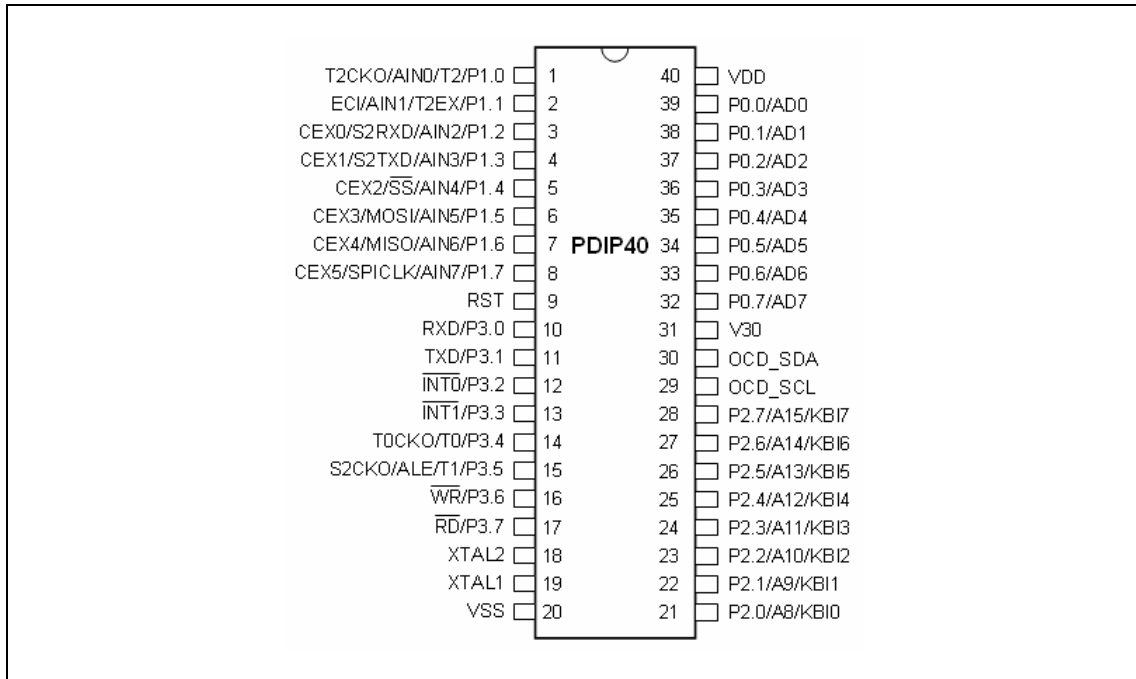 T2CKO/AIN0/T2/P1.0 1 40 VDD
ECI/AIN1/T2EX/P1.1 2 39 P0.0/AD0
CEX0/S2RXD/AIN2/P1.2 3 38 P0.1/AD1
CEX1/S2TXD/AIN3/P1.3 4 37 P0.2/AD2
CEX2/S̅S̅/AIN4/P1.4 5 36 P0.3/AD3
CEX3/MOSI/AIN5/P1.5 6 35 P0.4/AD4
CEX4/MISO/AIN6/P1.6 7 PDIP40 34 P0.5/AD5
CEX5/SPICLK/AIN7/P1.7 8 33 P0.6/AD6
RST 9 32 P0.7/AD7
RXD/P3.0 10 31 V30
TXD/P3.1 11 30 OCD_SDA
I̅N̅T̅0̅/P3.2 12 29 OCD_SCL
I̅N̅T̅1̅/P3.3 13 28 P2.7/A15/KBI7
T0CKO/T0/P3.4 14 27 P2.6/A14/KBI6
S2CKO/ALE/T1/P3.5 15 26 P2.5/A13/KBI5
W̅R̅/P3.6 16 25 P2.4/A12/KBI4
R̅D̅/P3.7 17 24 P2.3/A11/KBI3
XTAL2 18 23 P2.2/A10/KBI2
XTAL1 19 22 P2.1/A9/KBI1
VSS 20 21 P2.0/A8/KBI0